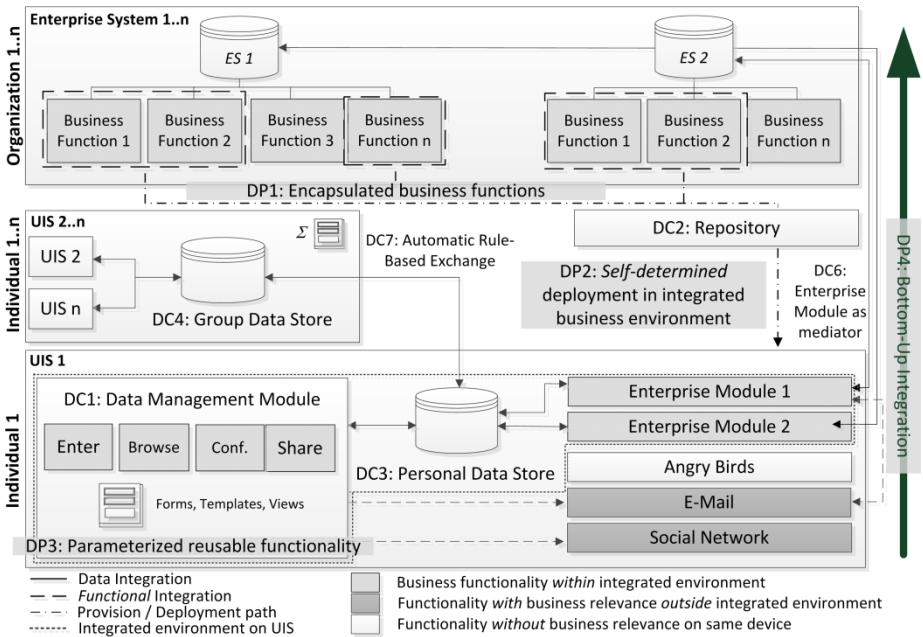 Organization 1..n
Enterprise System 1..n
ES 1
ES 2
Business
Function 1
Business
Function 2
Business
Function 3
Business
Function n
Business
Function 1
Business
Function 2
Business
Function n
DP1: Encapsulated business functions
Individual 1..n
UIS 2..n
UIS 2
UIS n
Σ
DC4: Group Data Store
DC7: Automatic Rule-
Based Exchange
DC2: Repository
DP2: Self-determined
deployment in integrated
business environment
DC6:
Enterprise
Module as
mediator
DP4: Bottom-Up Integration
Individual 1
UIS 1
DC1: Data Management Module
Enter
Browse
Conf.
Share
Forms, Templates, Views
DP3: Parameterized reusable functionality
DC3: Personal Data Store
Enterprise Module 1
Enterprise Module 2
Angry Birds
E-Mail
Social Network
Data Integration
Functional Integration
Provision / Deployment path
Integrated environment on UIS
Business functionality within integrated environment
Functionality with business relevance outside integrated environment
Functionality without business relevance on same device